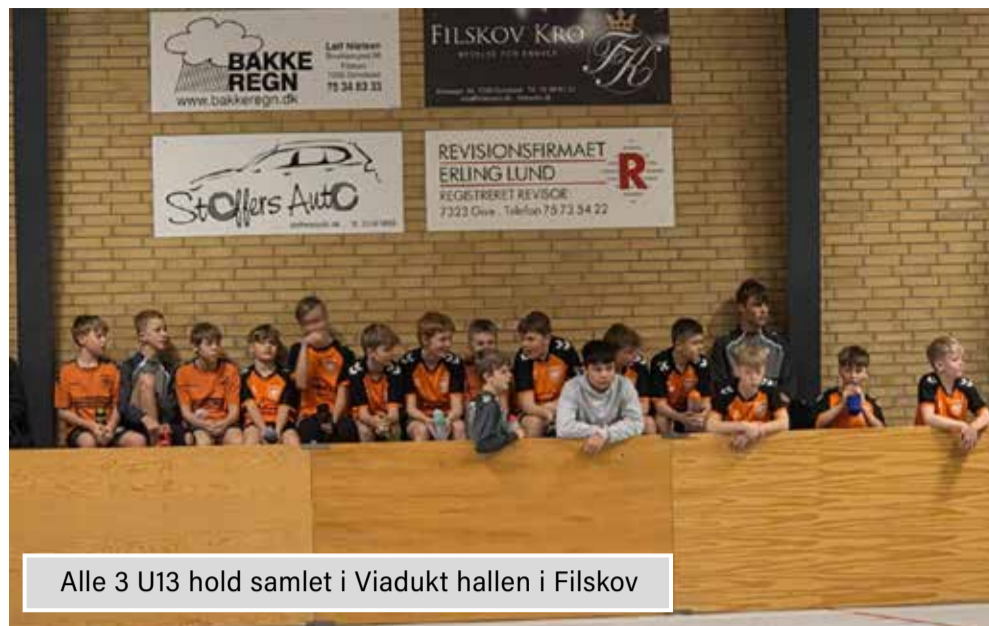 BAKKE
REGN
www.bakkeregn.dk
Leif Nielsen
75 34 83 33
FILSKOV KRO
FK
Stoffers Auto
REVISIONSFIRMAET
ERLING LUND
REGISTRERET REVISOR
7323 Give . Telefon 75 73 54 22
R
Alle 3 U13 hold samlet i Viadukt hallen i Filskov